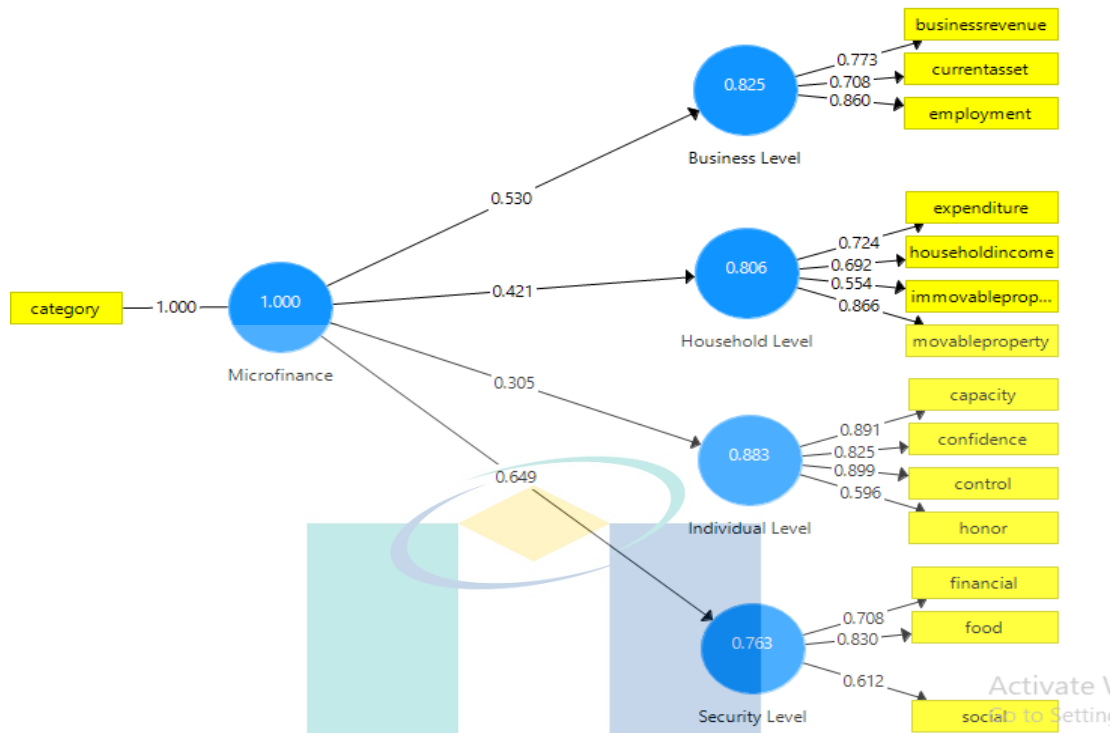 businessrevenue
0.773
currentasset
0.825
0.708
0.860
employment
Business Level
0.530
expenditure
0.724
householdincome
0.692
0.806
0.554
immovableprop...
0.866
movableproperty
Household Level
0.421
category
1.000
1.000
Microfinance
0.305
capacity
0.891
confidence
0.825
0.883
0.899
control
0.596
honor
Individual Level
0.649
financial
0.708
food
0.830
0.763
0.612
social
Security Level
Activate
Go to Setting